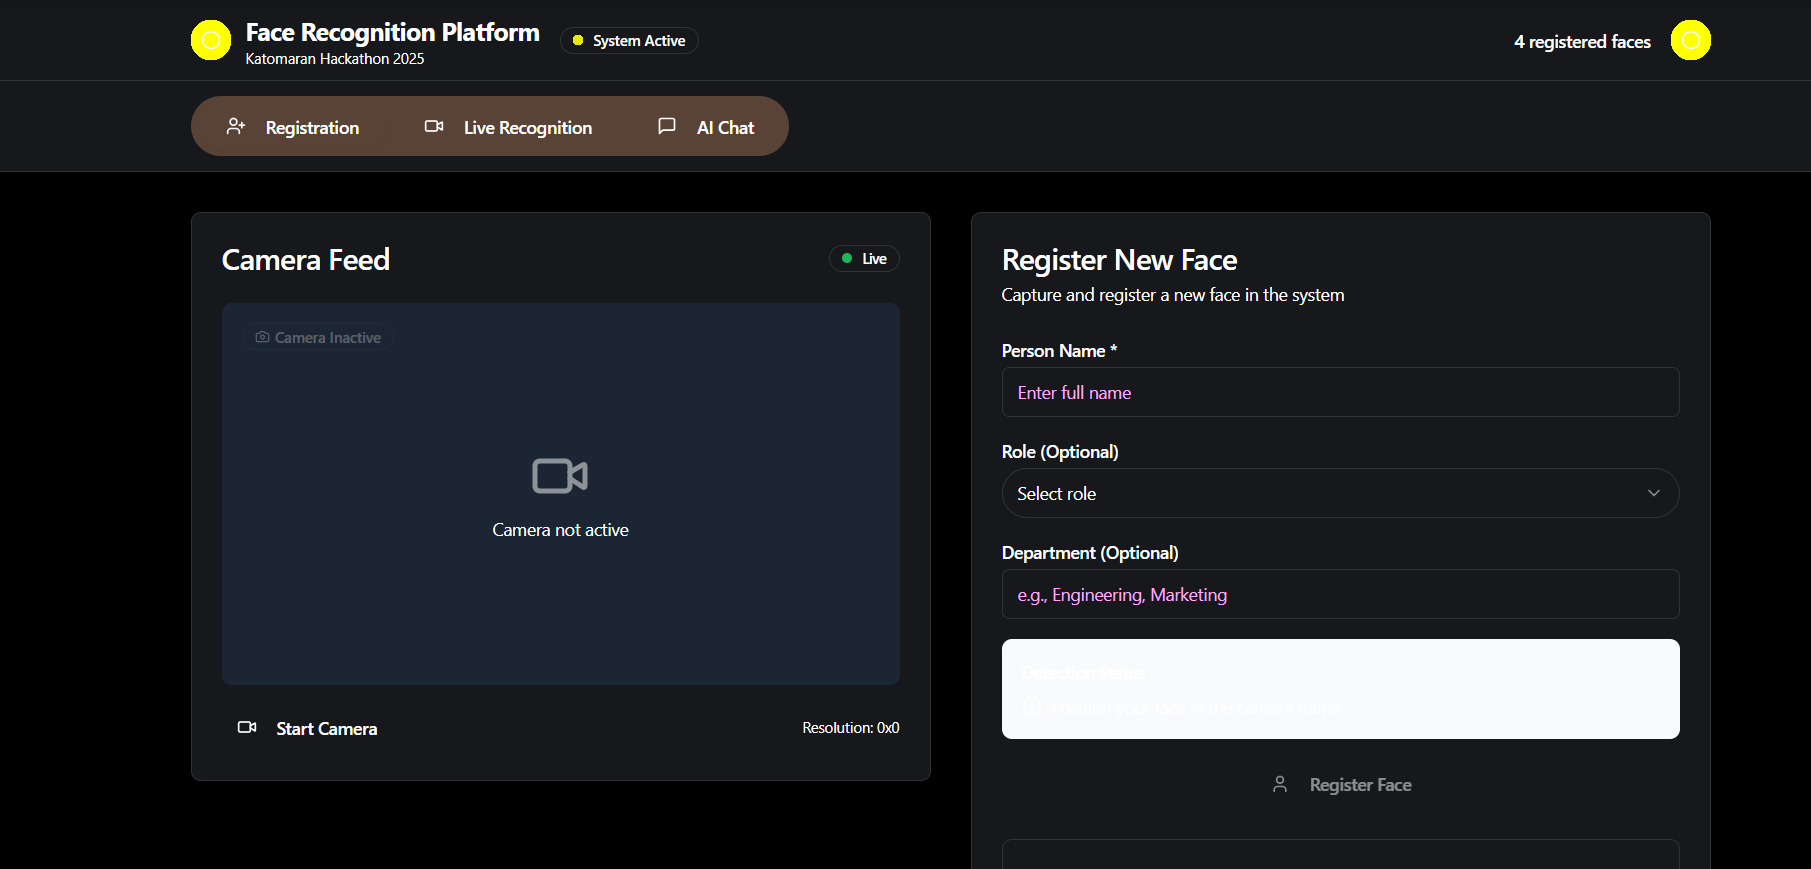 Face Recognition Platform
Katomaran Hackathon 2025
System Active
4 registered faces
Registration
Live Recognition
AI Chat
Camera Feed
Live
Camera Inactive
Camera not active
Start Camera
Resolution: 0x0
Register New Face
Capture and register a new face in the system
Person Name *
Enter full name
Role (Optional)
Select role
Department (Optional)
e.g., Engineering, Marketing
Detection Status
Position your face in the camera frame
Register Face